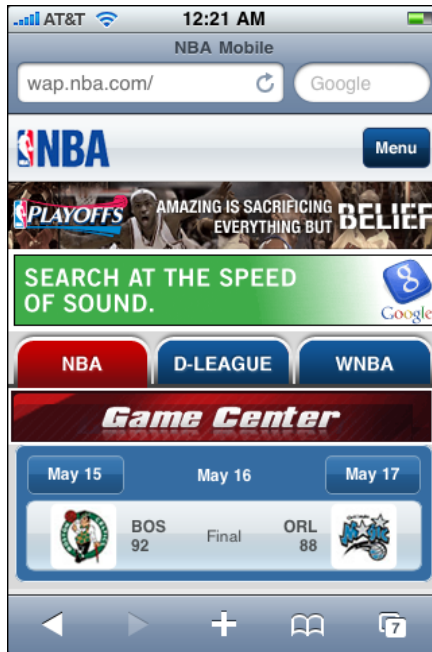 AT&T 12:21 AM
NBA Mobile
wap.nba.com/ Google
NBA Menu
PLAYOFFS AMAZING IS SACRIFICING EVERYTHING BUT BELIEF
SEARCH AT THE SPEED
OF SOUND.
g
Google
NBA D-LEAGUE WNBA
Game Center
May 15 May 16 May 17
BOS Final ORL
92 88
Magic
7